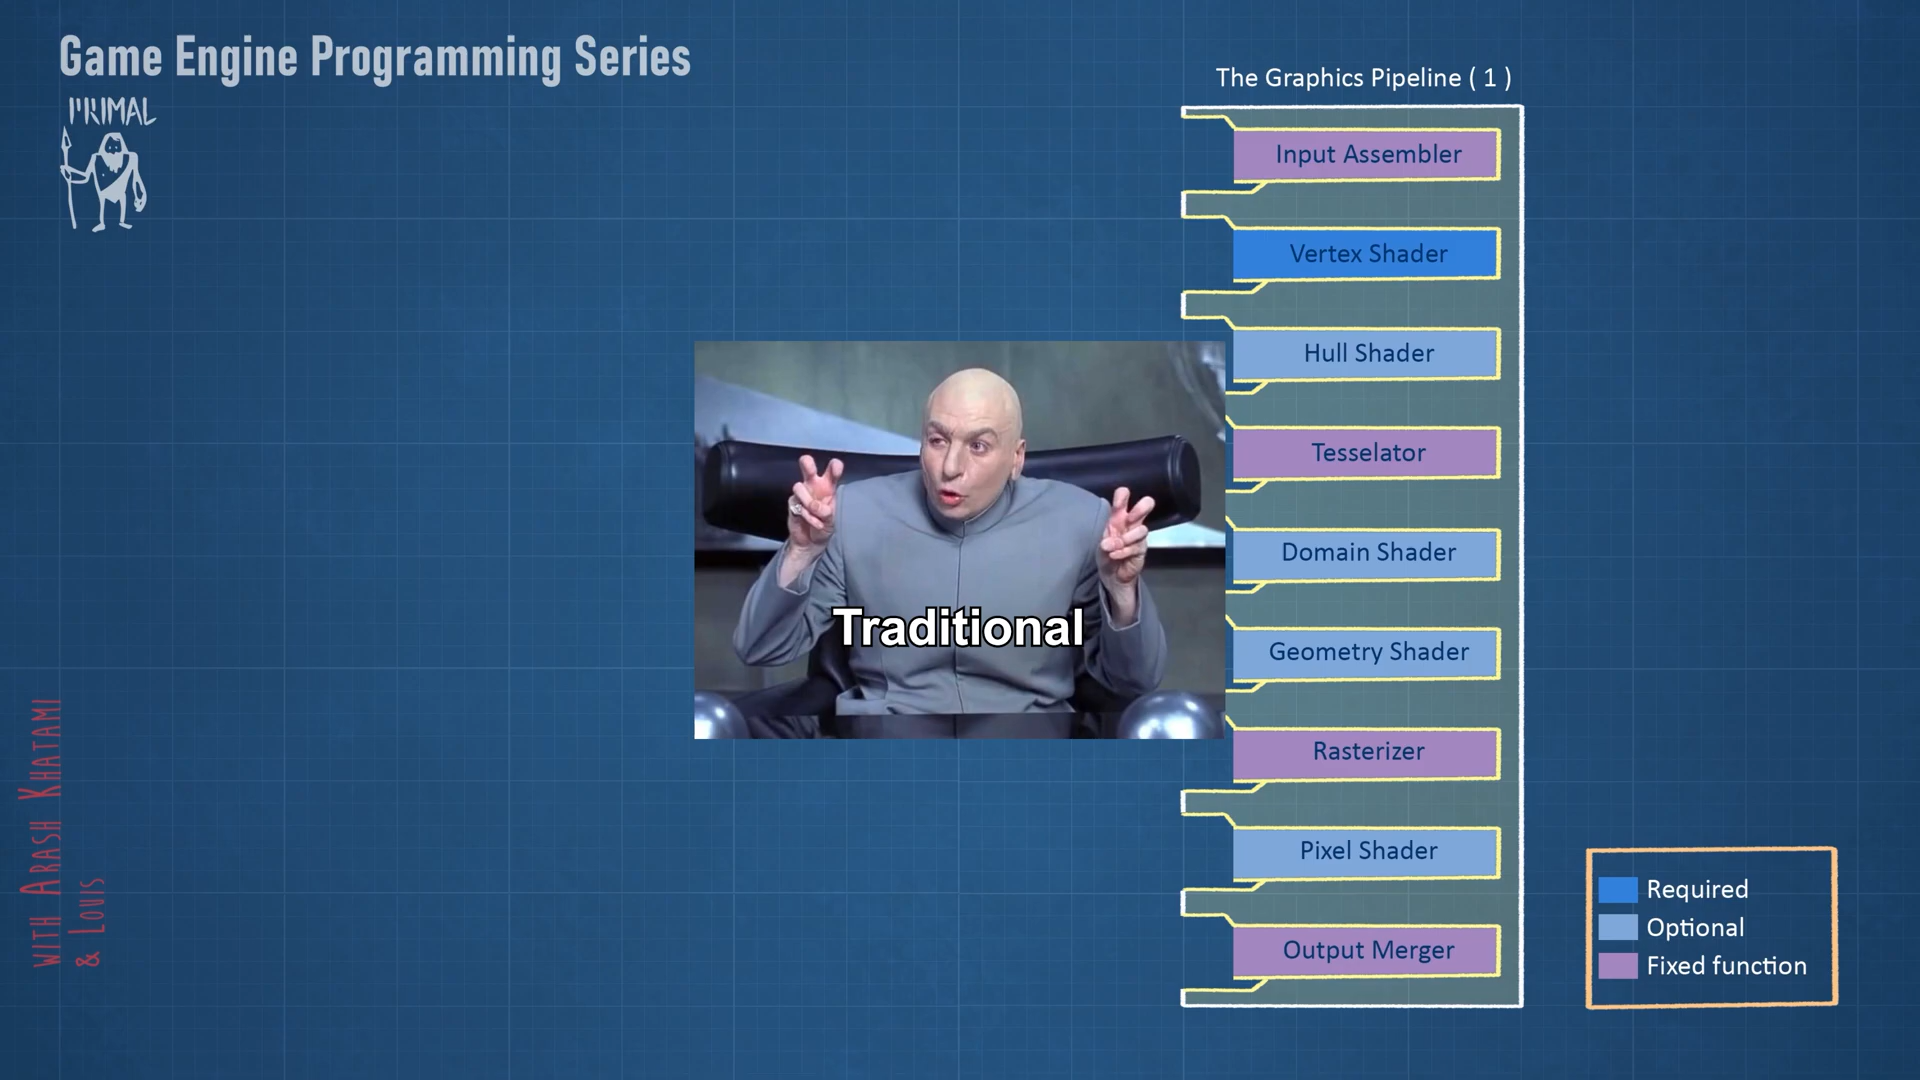 Game Engine Programming Series
PRIMAL
The Graphics Pipeline ( 1 )
Input Assembler
Vertex Shader
Hull Shader
Tesselator
Domain Shader
Geometry Shader
Rasterizer
Pixel Shader
Output Merger
Traditional
WITH ARASH KHATAMI
& LOUIS
Required
Optional
Fixed function